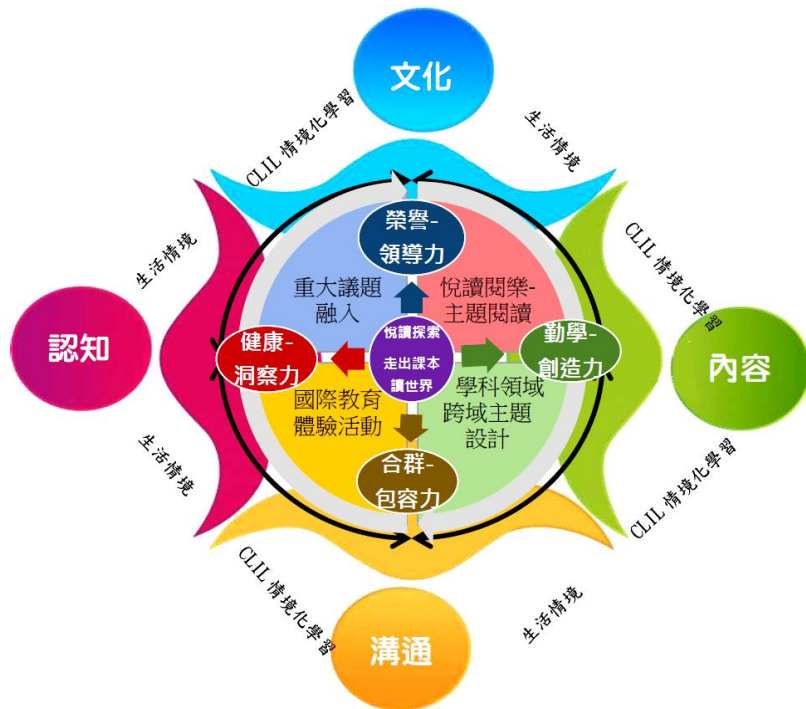 文化
CLIL 情境化學習
生活情境
榮譽-
領導力
生活情境
CLIL 情境化學習
重大議題
融入
悅讀閱樂-
主題閱讀
認知
健康-
洞察力
悅讀探索
走出課本
讀世界
勤學-
創造力
內容
國際教育
體驗活動
學科領域
跨域主題
設計
合群-
包容力
生活情境
CLIL 情境化學習
CLIL 情境化學習
生活情境
溝通